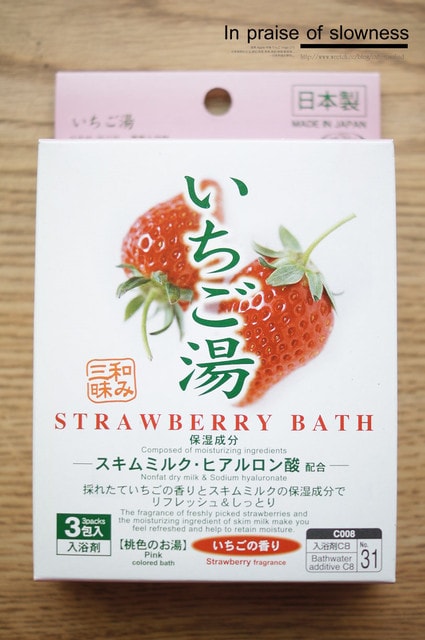 In praise of slowness
いちご湯
日本製
MADE IN JAPAN
いちご湯
和み
三昧
STRAWBERRY BATH
保湿成分
Composed of moisturizing ingredients
スキムミルク・ヒアルロン酸 配合
Nonfat dry milk & Sodium hyaluronate
採れたていちごの香りとスキムミルクの保湿成分で
リフレッシュ&しっとり
The fragrance of freshly picked strawberries and
the moisturizing ingredient of skim milk make you
feel refreshed and help to retain moisture.
3 3packs 包入
入浴剤
【桃色のお湯】
Pink
colored bath
いちごの香り
Strawberry fragrance
C008
入浴剤C8
Bathwater
additive C8
No.
31